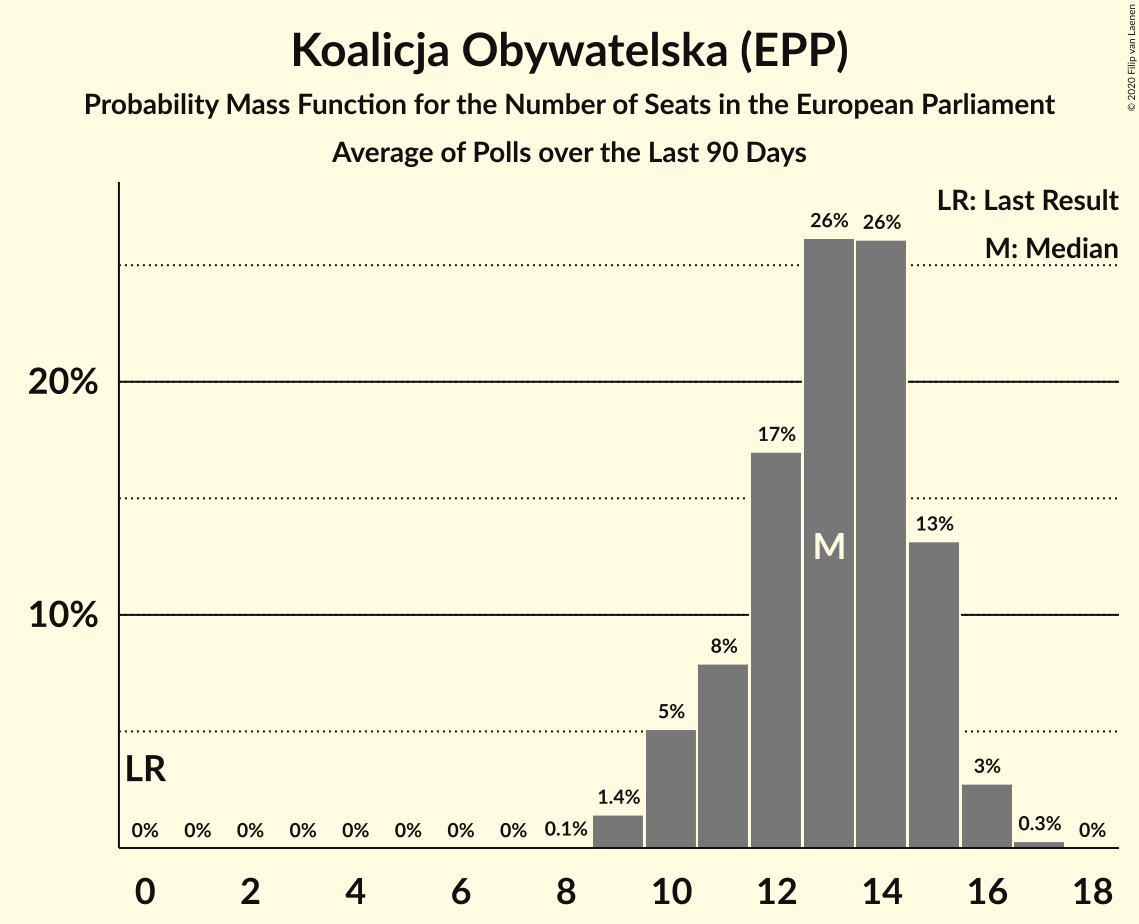 Koalicja Obywatelska (EPP)
Probability Mass Function for the Number of Seats in the European Parliament
Average of Polls over the Last 90 Days
© 2020 Filip van Laenen
LR: Last Result
M: Median
26% 26%
20%
17%
M
13%
10%
8%
5%
LR
3%
1.4%
0% 0% 0% 0% 0% 0% 0% 0% 0.1% 0.3% 0%
0 2 4 6 8 10 12 14 16 18